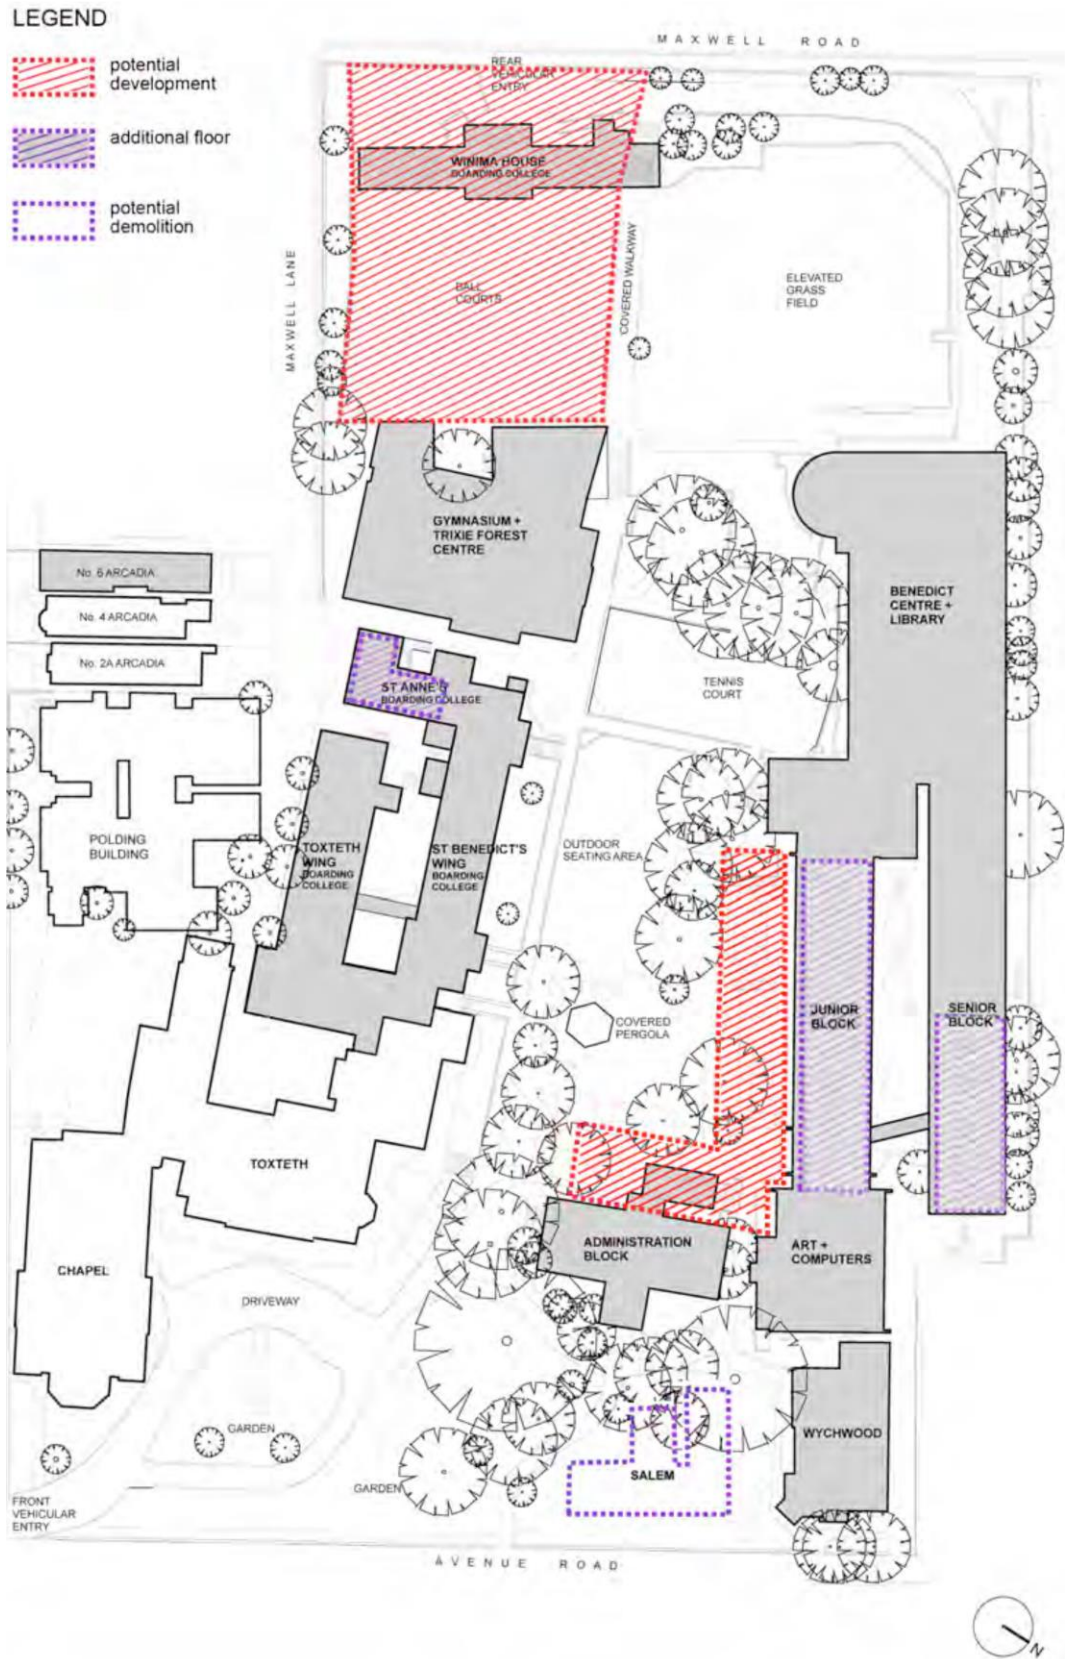 LEGEND
potential
development
additional floor
potential
demolition
MAXWELL ROAD
REAR
VEHICULAR
ENTRY
WINIMA HOUSE
BOARDING COLLEGE
MAXWELL LANE
BALL
COURTS
COVERED WALKWAY
ELEVATED
GRASS
FIELD
GYMNASIUM +
TRIXIE FOREST
CENTRE
No. 6 ARCADIA
No. 4 ARCADIA
No. 2A ARCADIA
BENEDICT
CENTRE +
LIBRARY
ST ANNE'S
BOARDING COLLEGE
TENNIS
COURT
POLDING
BUILDING
TOXTETH
WING
BOARDING
COLLEGE
ST BENEDICT'S
WING
BOARDING
COLLEGE
OUTDOOR
SEATING AREA
JUNIOR
BLOCK
SENIOR
BLOCK
COVERED
PERGOLA
TOXTETH
CHAPEL
ADMINISTRATION
BLOCK
ART +
COMPUTERS
DRIVEWAY
GARDEN
WYCHWOOD
SALEM
GARDEN
FRONT
VEHICULAR
ENTRY
AVENUE ROAD
N